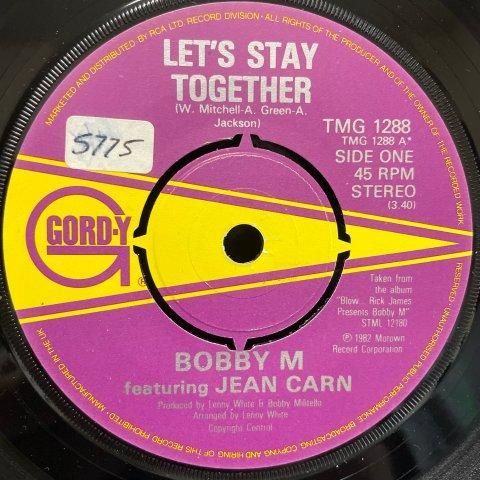 MARKETED AND DISTRIBUTED BY RCA LTD RECORD DIVISION - ALL RIGHTS OF THE PRODUCER AND OF THE OWNER OF THE RECORDED WORK
RESERVED · UNAUTHORISED PUBLIC PERFORMANCE, BROADCASTING, COPYING OF THIS RECORD PROHIBITED · MANUFACTURED IN THE UK
LET'S STAY
TOGETHER
(W. Mitchell-A. Green-A.
Jackson)
5775
TMG 1288
TMG 1288 A*
SIDE ONE
45 RPM
STEREO
(3.40)
GORD-Y
G
®
Taken from
the album
"Blow... Rick James
Presents Bobby M"
STML 12180
℗ 1982 Motown
Record Corporation
BOBBY M
featuring JEAN CARN
Produced by Lenny White & Bobby Militello
Arranged by Lenny White
Copyright Control